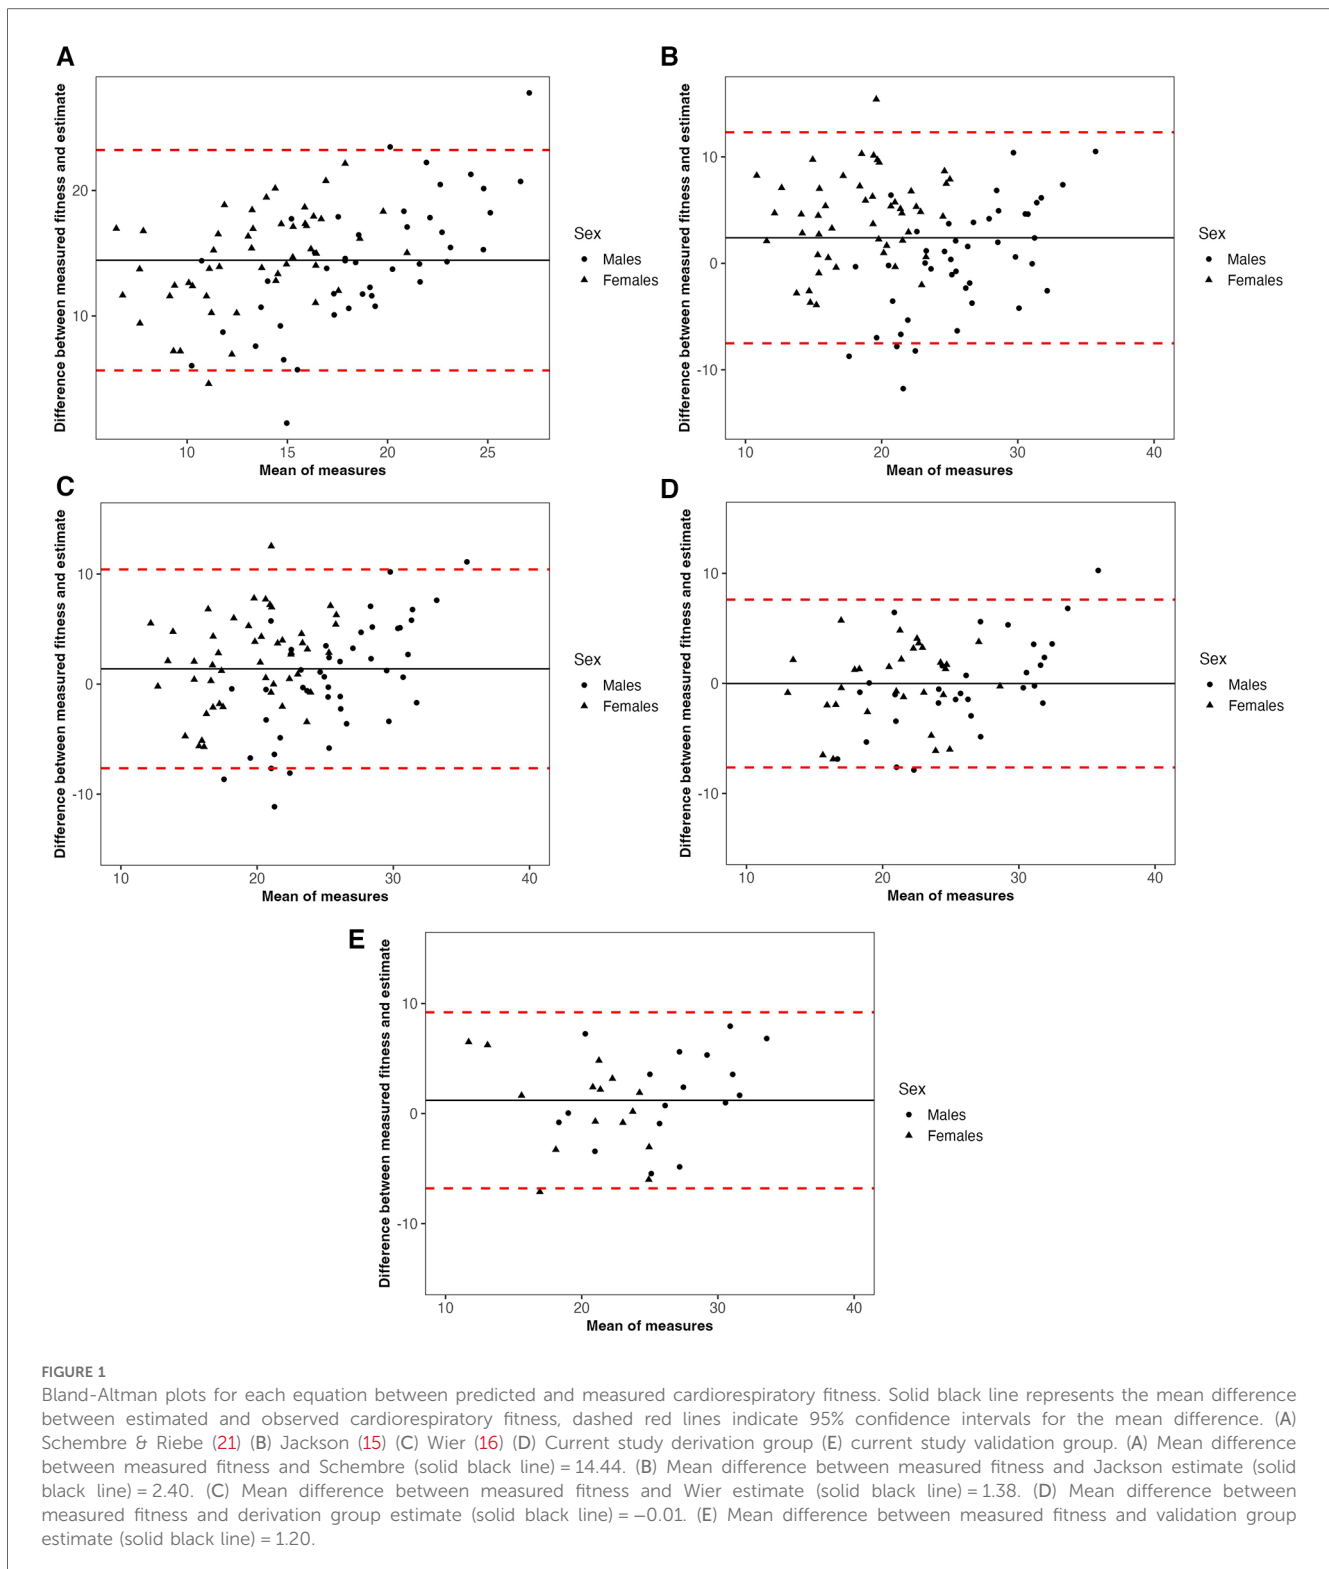 A
Difference between measured fitness and estimate
20
10
10
15
20
25
Mean of measures
Sex
Males
Females
B
Difference between measured fitness and estimate
10
0
-10
10
20
30
40
Mean of measures
Sex
Males
Females
C
Difference between measured fitness and estimate
10
0
-10
10
20
30
40
Mean of measures
Sex
Males
Females
D
Difference between measured fitness and estimate
10
0
-10
10
20
30
40
Mean of measures
Sex
Males
Females
E
Difference between measured fitness and estimate
10
0
-10
10
20
30
40
Mean of measures
Sex
Males
Females
FIGURE 1
Bland-Altman plots for each equation between predicted and measured cardiorespiratory fitness. Solid black line represents the mean difference
between estimated and observed cardiorespiratory fitness, dashed red lines indicate 95% confidence intervals for the mean difference. (A)
Schembre & Riebe (21) (B) Jackson (15) (C) Wier (16) (D) Current study derivation group (E) current study validation group. (A) Mean difference
between measured fitness and Schembre (solid black line) = 14.44. (B) Mean difference between measured fitness and Jackson estimate (solid
black line) = 2.40. (C) Mean difference between measured fitness and Wier estimate (solid black line) = 1.38. (D) Mean difference between
measured fitness and derivation group estimate (solid black line) = −0.01. (E) Mean difference between measured fitness and validation group
estimate (solid black line) = 1.20.